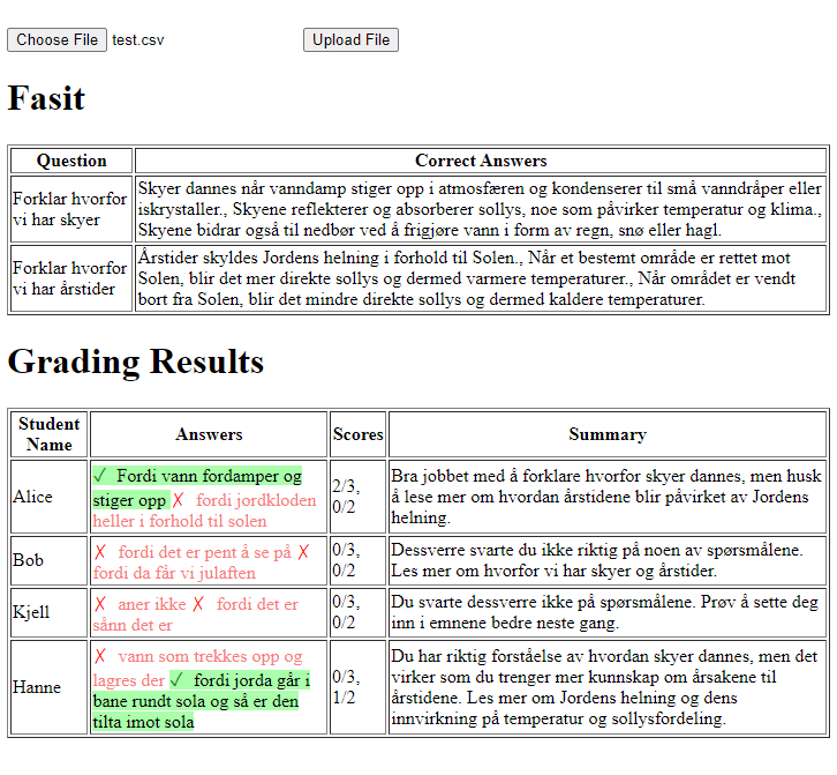 Choose File test.csv Upload File
Fasit
Question Correct Answers
Forklar hvorfor
vi har skyer
Skyer dannes når vanndamp stiger opp i atmosfæren og kondenserer til små vanndråper eller
iskrystaller., Skyene reflekterer og absorberer sollys, noe som påvirker temperatur og klima.,
Skyene bidrar også til nedbør ved å frigjøre vann i form av regn, snø eller hagl.
Forklar hvorfor
vi har årstider
Årstider skyldes Jordens helning i forhold til Solen., Når et bestemt område er rettet mot
Solen, blir det mer direkte sollys og dermed varmere temperaturer., Når området er vendt
bort fra Solen, blir det mindre direkte sollys og dermed kaldere temperaturer.
Grading Results
Student
Name
Answers
Scores
Summary
Alice
✓ Fordi vann fordamper og
stiger opp ✗ fordi jordkloden
heller i forhold til solen
2/3,
0/2
Bra jobbet med å forklare hvorfor skyer dannes, men husk
å lese mer om hvordan årstidene blir påvirket av Jordens
helning.
Bob
✗ fordi det er pent å se på ✗
fordi da får vi julaften
0/3,
0/2
Dessverre svarte du ikke riktig på noen av spørsmålene.
Les mer om hvorfor vi har skyer og årstider.
Kjell
✗ aner ikke ✗ fordi det er
sånn det er
0/3,
0/2
Du svarte dessverre ikke på spørsmålene. Prøv å sette deg
inn i emnene bedre neste gang.
Hanne
✗ vann som trekkes opp og
lagres der ✓ fordi jorda går i
bane rundt sola og så er den
tilta imot sola
0/3,
1/2
Du har riktig forståelse av hvordan skyer dannes, men det
virker som du trenger mer kunnskap om årsakene til
årstidene. Les mer om Jordens helning og dens
innvirkning på temperatur og sollysfordeling.